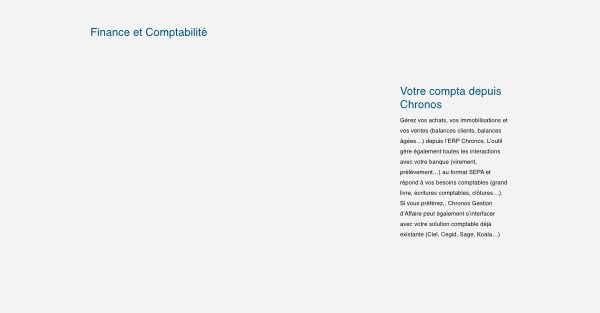 Finance et Comptabilité
Votre compta depuis
Chronos
Gérez vos achats, vos immobilisations et
vos ventes (balances clients, balances
âgées...) depuis l'ERP Chronos. L'outil
gère également toutes les interactions
avec votre banque (virement,
prélèvement...) au format SEPA et
répond à vos besoins comptables (grand
livre, écritures comptables, clôtures...).
Si vous préférez,, Chronos Gestion
d'Affaire peut également s'interfacer
avec votre solution comptable déjà
existante (Ciel, Cegid, Sage, Koala...)